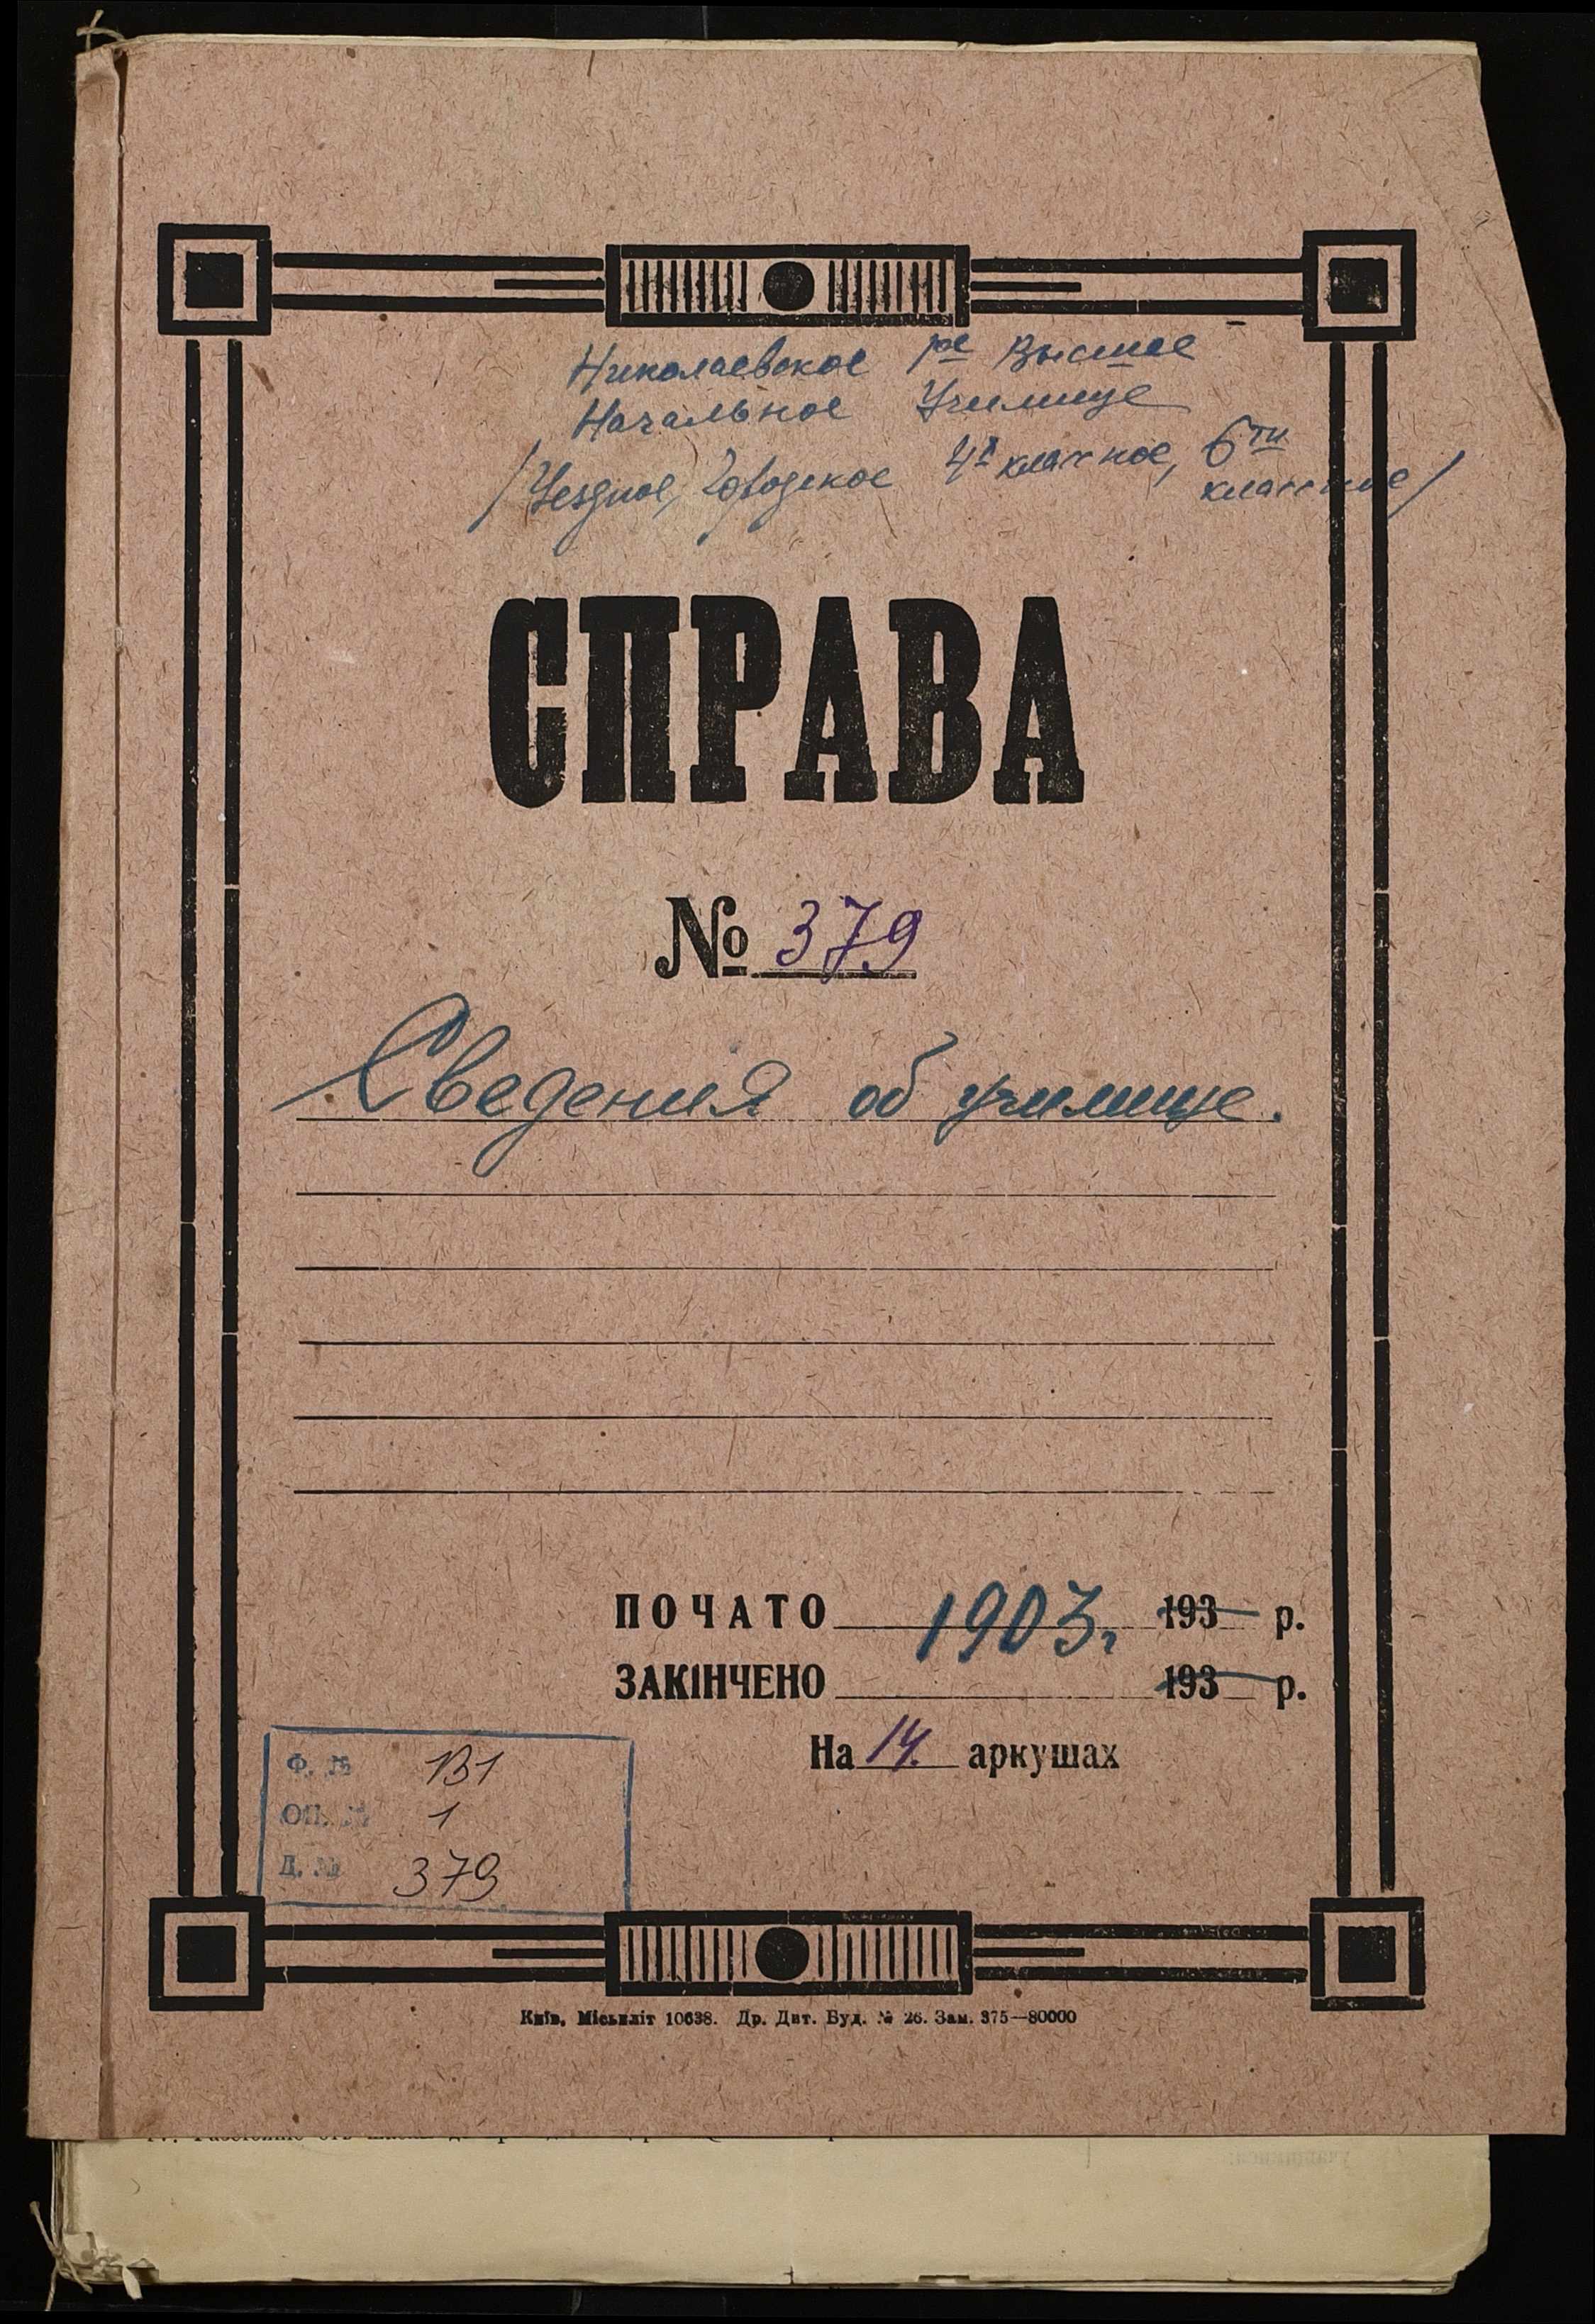 Николаевское 1ое Высшее
Начальное Училище
/Уездное, Городское 4х классное, 6ти
классное/
СПРАВА
№ 379
Сведения об училище.
ПОЧАТО 1903 г. 193 р.
ЗАКІНЧЕНО 193 р.
На 14. аркушах
Ф. № 131
ОП. № 1
Д. № 379
Київ, Міськліт 10638. Др. Дит. Буд. № 26. Зам. 375—80000